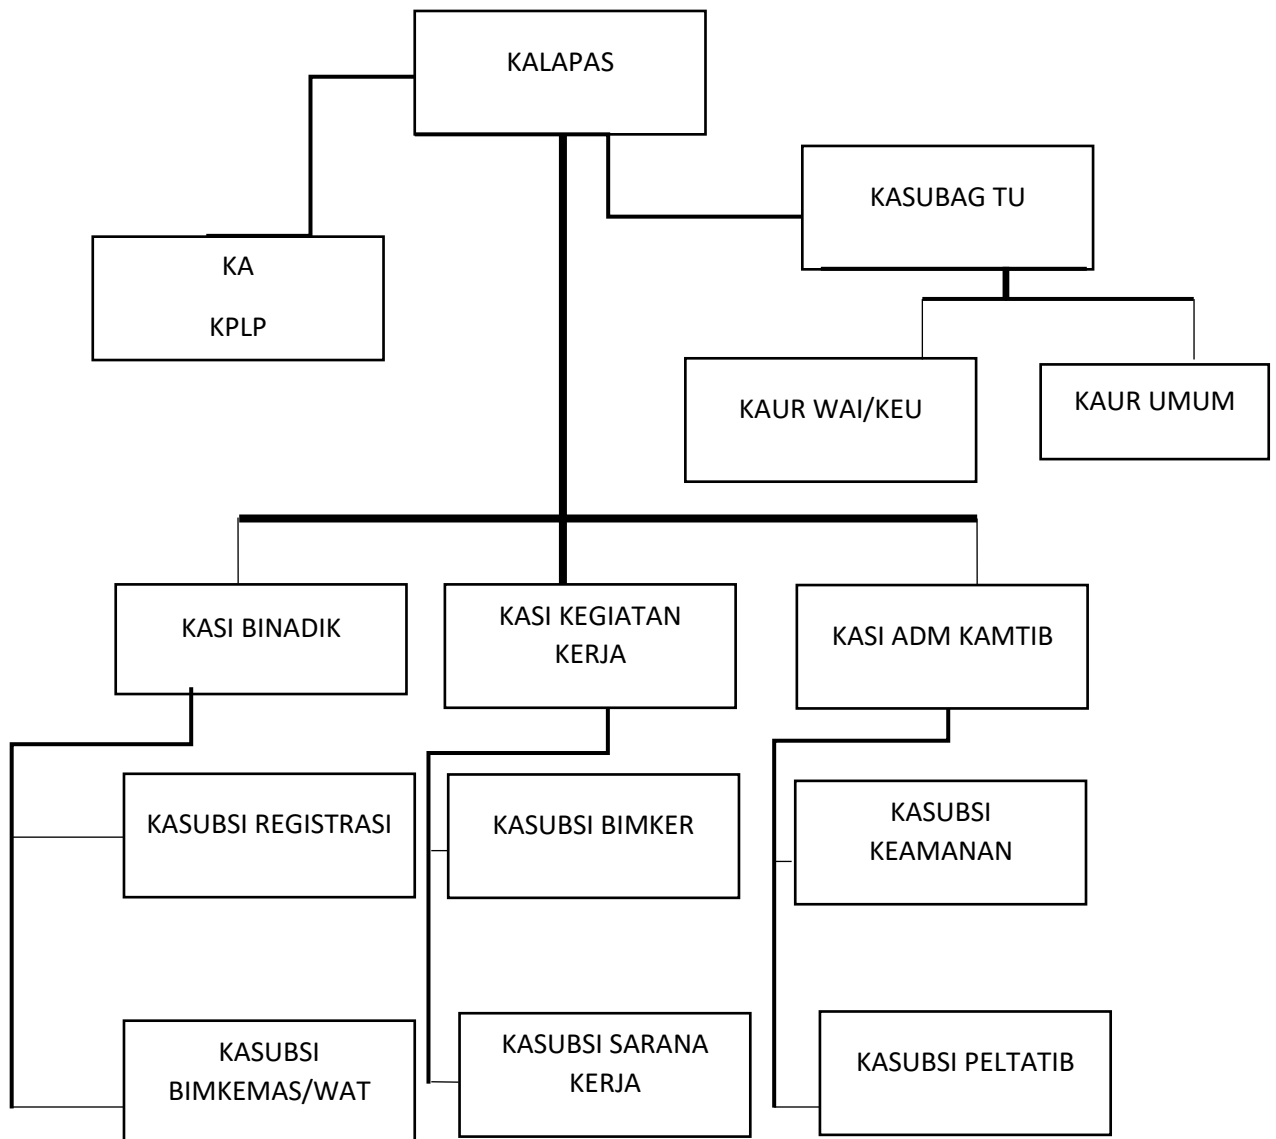 KALAPAS
KASUBAG TU
KA
KPLP
KAUR WAI/KEU
KAUR UMUM
KASI BINADIK
KASI KEGIATAN
KERJA
KASI ADM KAMTIB
KASUBSI REGISTRASI
KASUBSI BIMKER
KASUBSI
KEAMANAN
KASUBSI
BIMKEMAS/WAT
KASUBSI SARANA
KERJA
KASUBSI PELTATIB